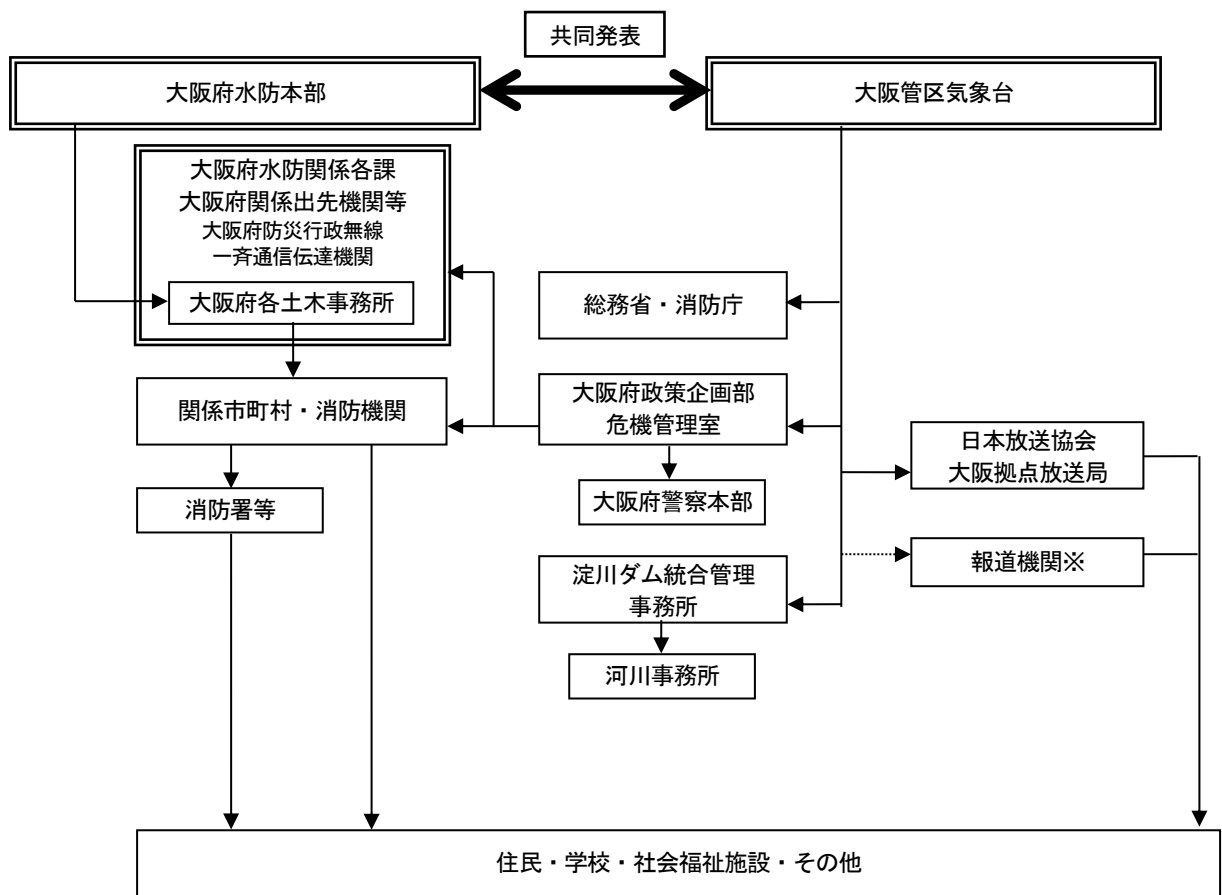 共同発表
大阪府水防本部
大阪管区気象台
大阪府水防関係各課
大阪府関係出先機関等
大阪府防災行政無線
一斉通信伝達機関
大阪府各土木事務所
総務省・消防庁
関係市町村・消防機関
大阪府政策企画部
危機管理室
日本放送協会
大阪拠点放送局
消防署等
大阪府警察本部
報道機関※
淀川ダム統合管理
事務所
河川事務所
住民・学校・社会福祉施設・その他